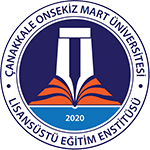 ÇANAKKALE ONSEKİZ MART ÜNİVERSİTESİ
2020
LİSANSÜSTÜ EĞİTİM ENSTİTÜSÜ